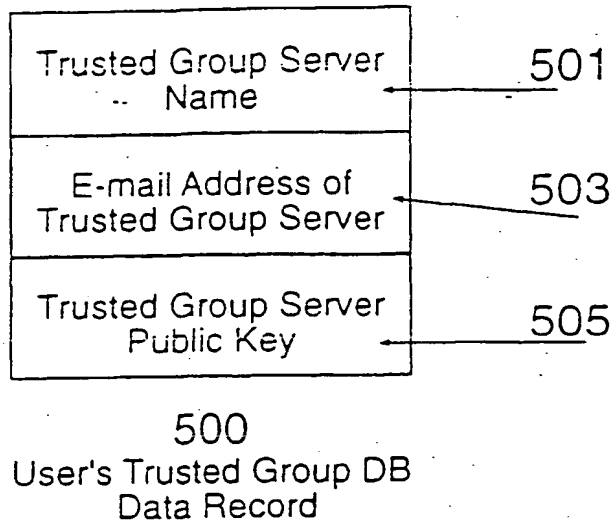 Trusted Group Server
Name
501
E-mail Address of
Trusted Group Server
503
Trusted Group Server
Public Key
505
500
User's Trusted Group DB
Data Record